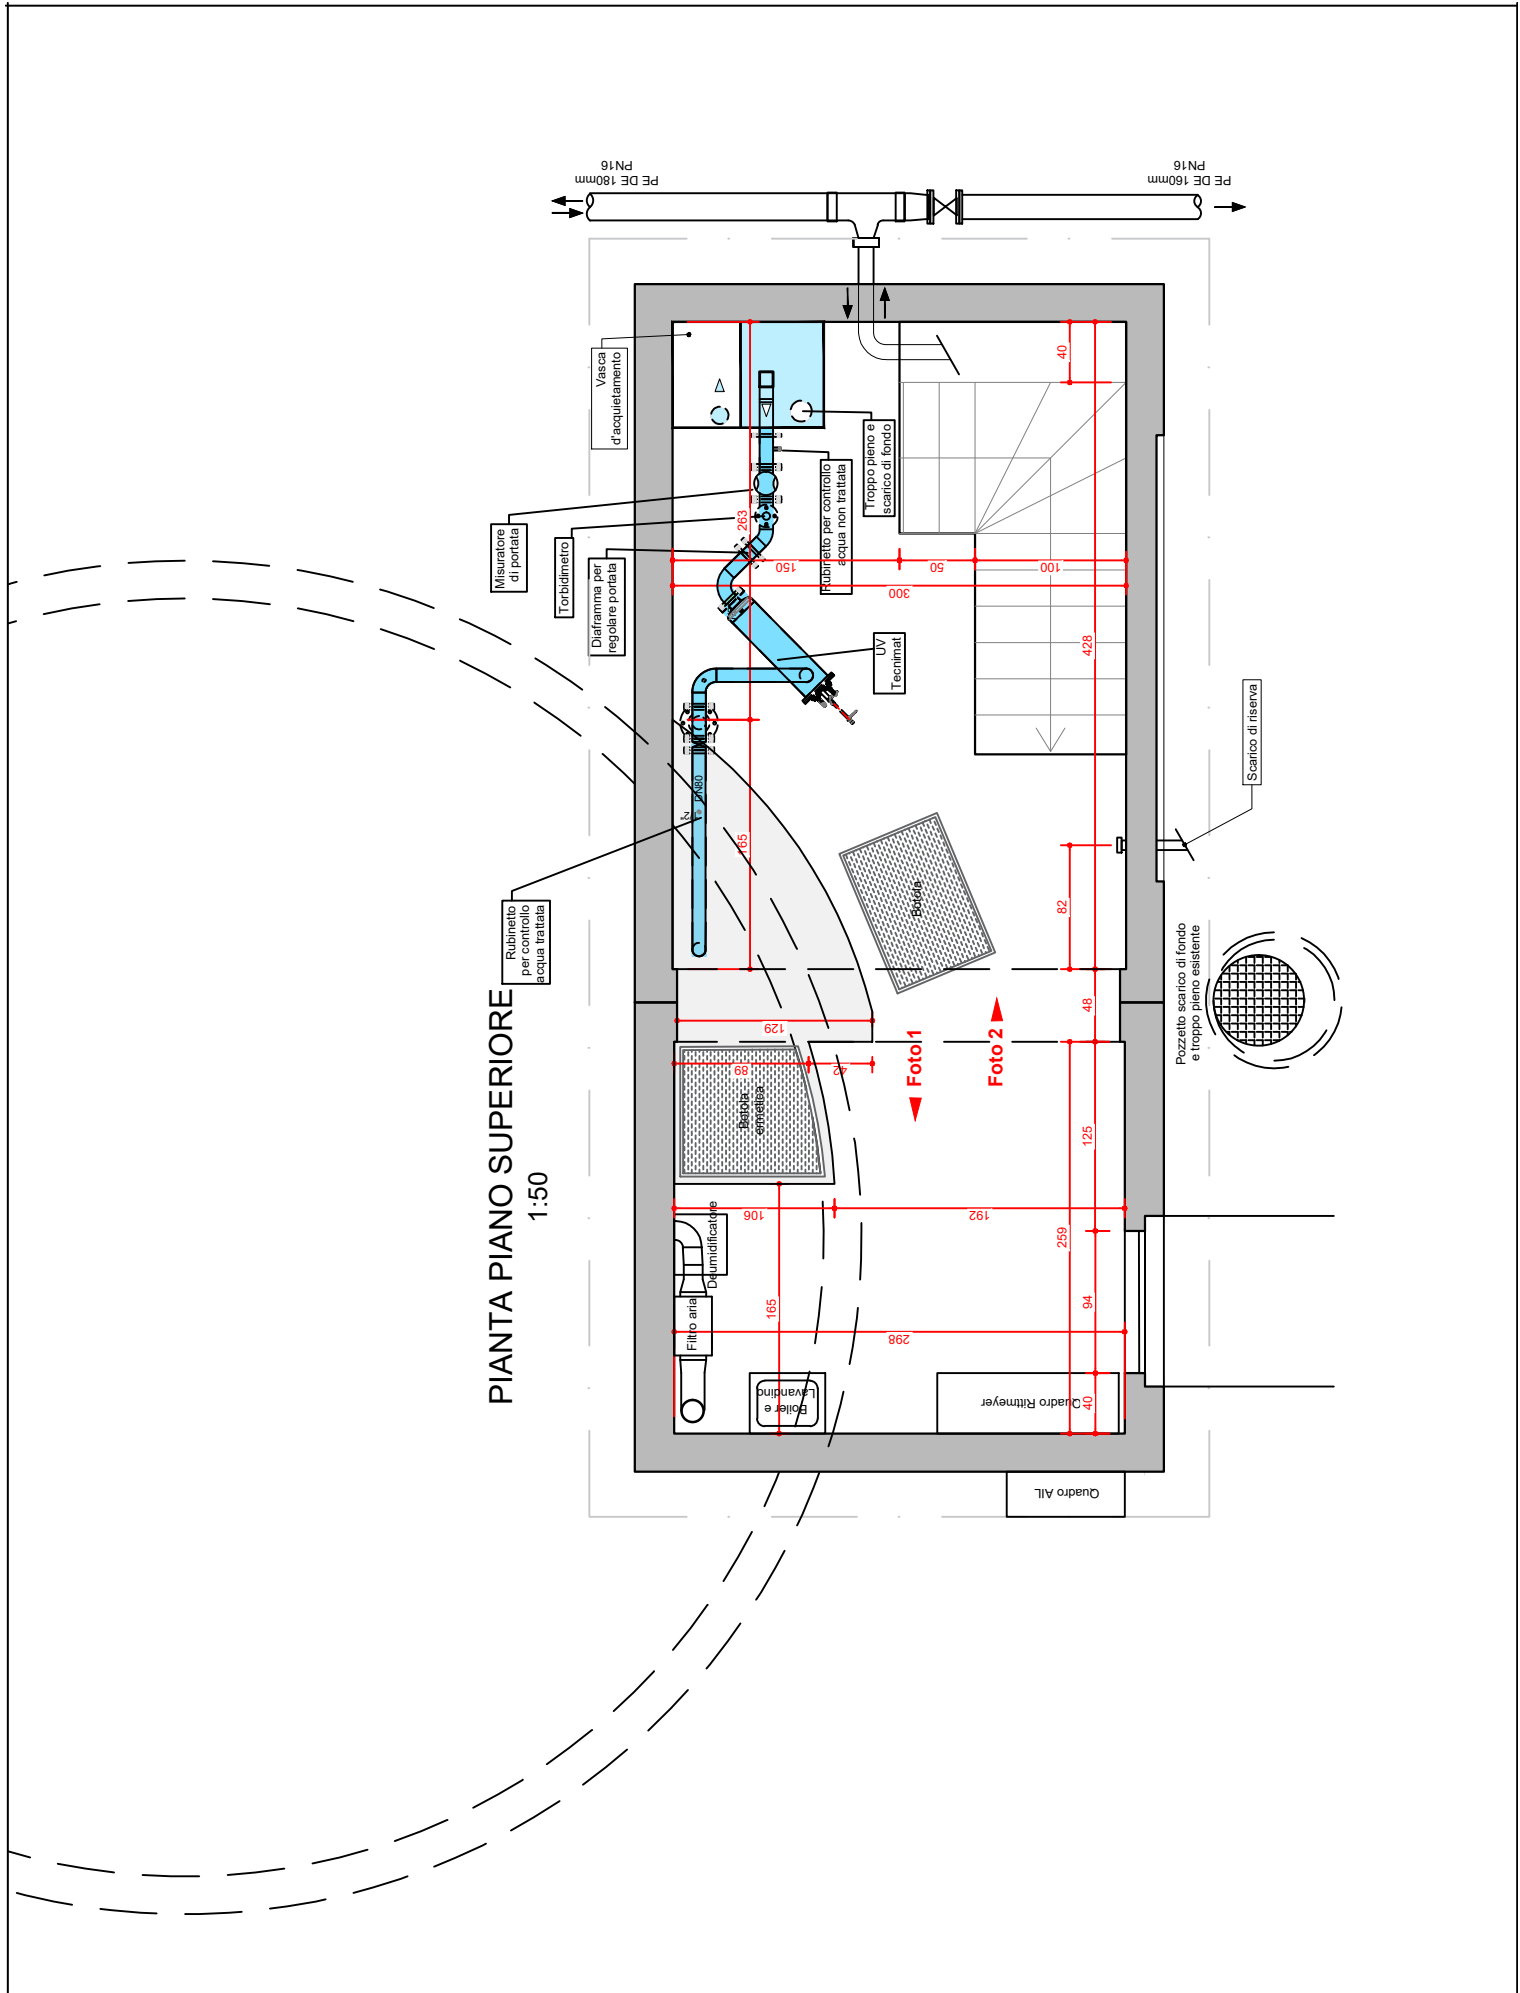 PIANTA PIANO SUPERIORE
1:50
PE DE 180mm
PN16
PE DE 160mm
PN16
Vasca
d'acquietamento
Misuratore
di portata
Torbidimetro
Diaframma per
regolare portata
Rubinetto per controllo
acqua non trattata
Troppo pieno e
scarico di fondo
UV
Tecnimat
Rubinetto
per controllo
acqua trattata
DN80
1/2"
Scarico di riserva
Pozzetto scarico di fondo
e troppo pieno esistente
Botola
Botola
ermetica
Foto 1
Foto 2
Deumidificatore
Filtro aria
Boiler e
Lavandino
Quadro Rittmeyer
Quadro AIL
263
165
150
50
100
300
40
428
82
48
129
89
42
125
259
106
192
165
94
298
40